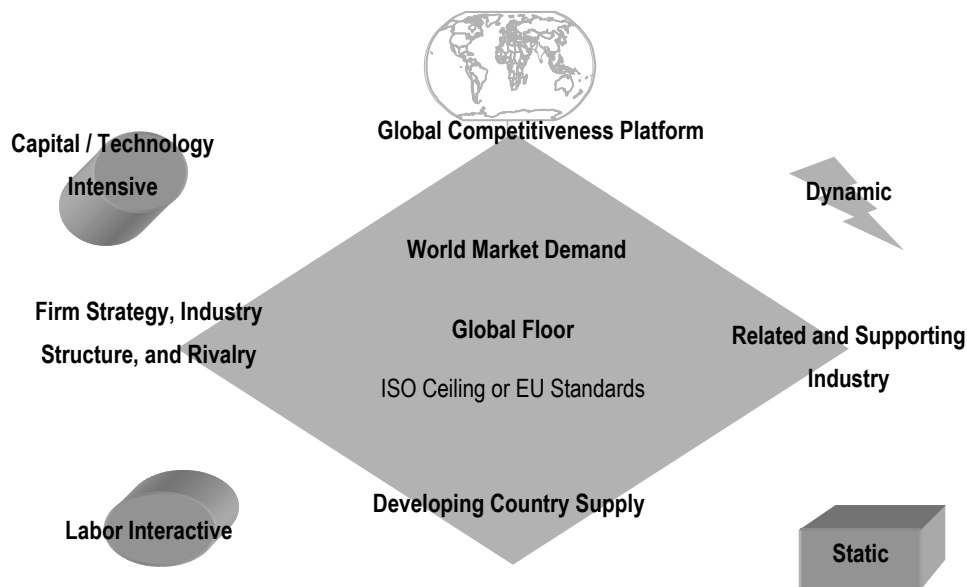 Global Competitiveness Platform
Capital / Technology
Intensive
Dynamic
World Market Demand
Firm Strategy, Industry
Structure, and Rivalry
Global Floor
ISO Ceiling or EU Standards
Related and Supporting
Industry
Developing Country Supply
Labor Interactive
Static